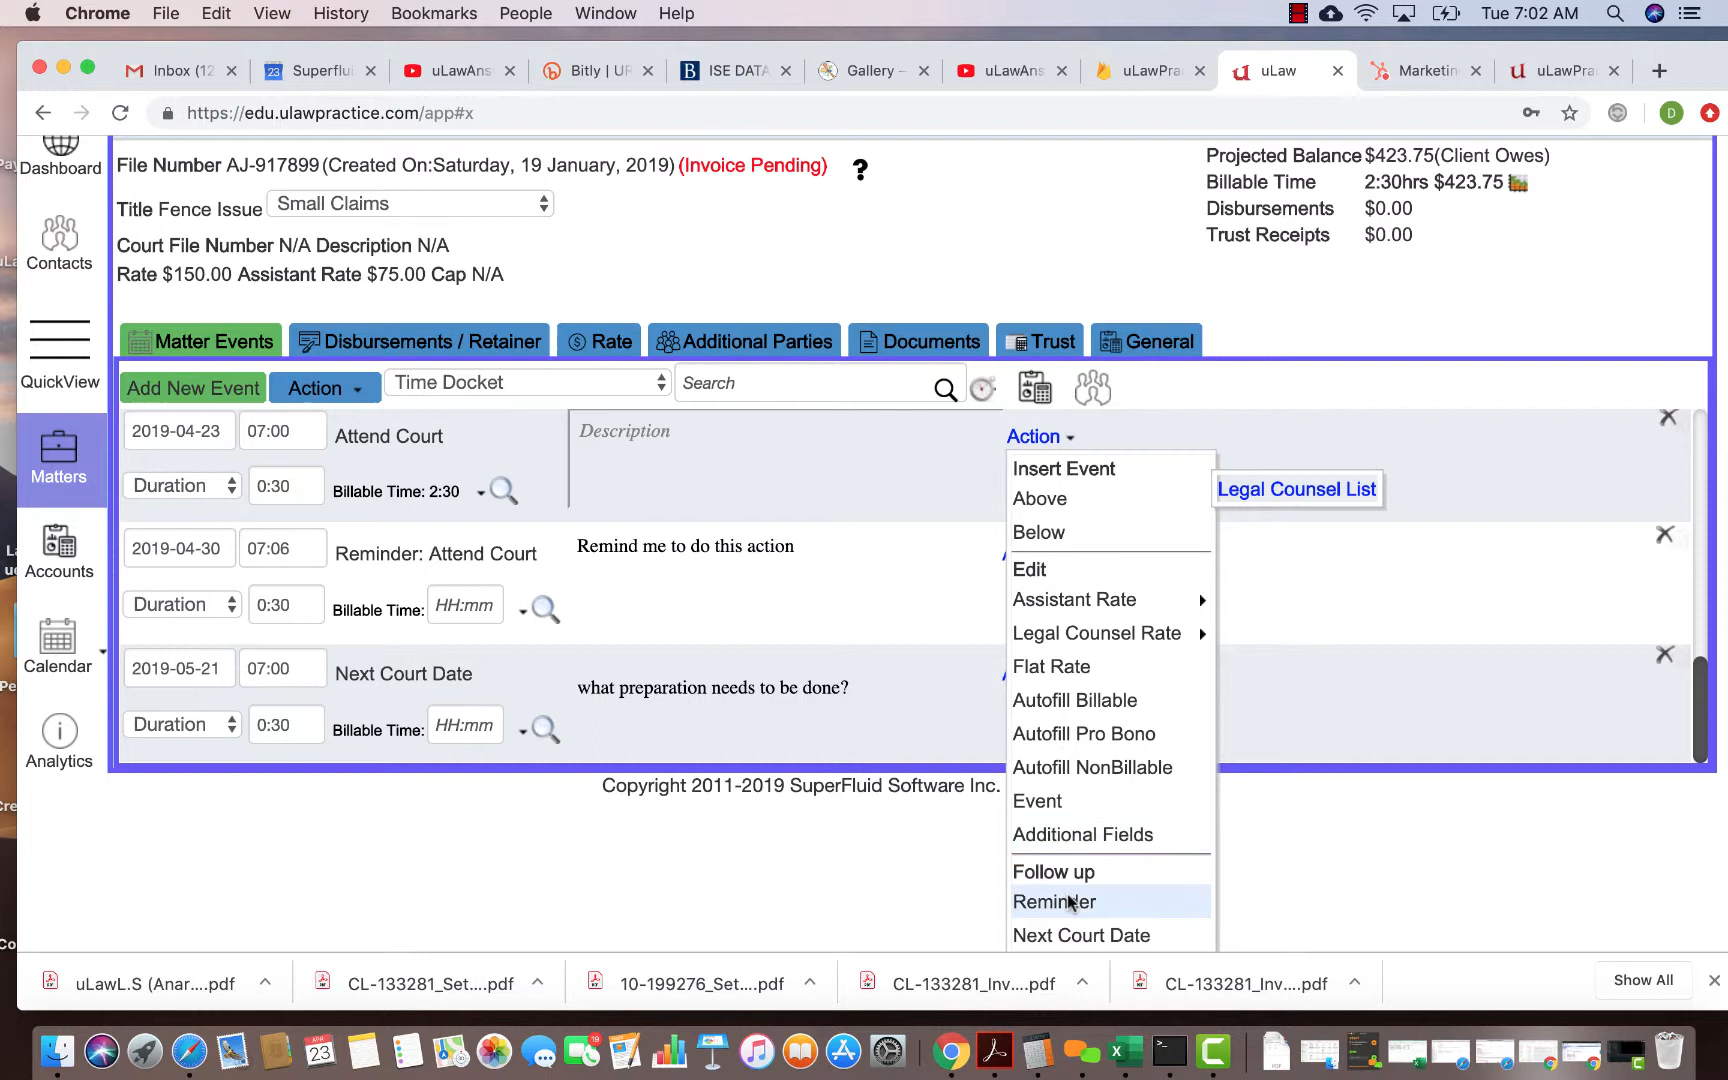 Chrome File Edit View History Bookmarks People Window Help Tue 7:02 AM
Inbox (12 23 Superflui uLawAns Bitly | UR B ISE DATA Gallery – uLawAns uLawPra uLaw Marketin uLawPra
https://edu.ulawpractice.com/app#x D
Dashboard
Contacts
QuickView
Matters
Accounts
Calendar
Analytics
File Number AJ-917899(Created On:Saturday, 19 January, 2019)(Invoice Pending) ?
Title Fence Issue Small Claims
Court File Number N/A Description N/A
Rate $150.00 Assistant Rate $75.00 Cap N/A
Projected Balance $423.75(Client Owes)
Billable Time 2:30hrs $423.75
Disbursements $0.00
Trust Receipts $0.00
Matter Events Disbursements / Retainer Rate Additional Parties Documents Trust General
Add New Event Action Time Docket Search
2019-04-23 07:00 Attend Court Description Action
Duration 0:30 Billable Time: 2:30
2019-04-30 07:06 Reminder: Attend Court Remind me to do this action
Duration 0:30 Billable Time: HH:mm
2019-05-21 07:00 Next Court Date what preparation needs to be done?
Duration 0:30 Billable Time: HH:mm
Insert Event
Above
Below
Edit
Assistant Rate
Legal Counsel Rate
Flat Rate
Autofill Billable
Autofill Pro Bono
Autofill NonBillable
Event
Additional Fields
Follow up
Reminder
Next Court Date
Legal Counsel List
Copyright 2011-2019 SuperFluid Software Inc.
uLawL.S (Anar....pdf CL-133281_Set....pdf 10-199276_Set....pdf CL-133281_Inv....pdf CL-133281_Inv....pdf Show All
APR
23
19